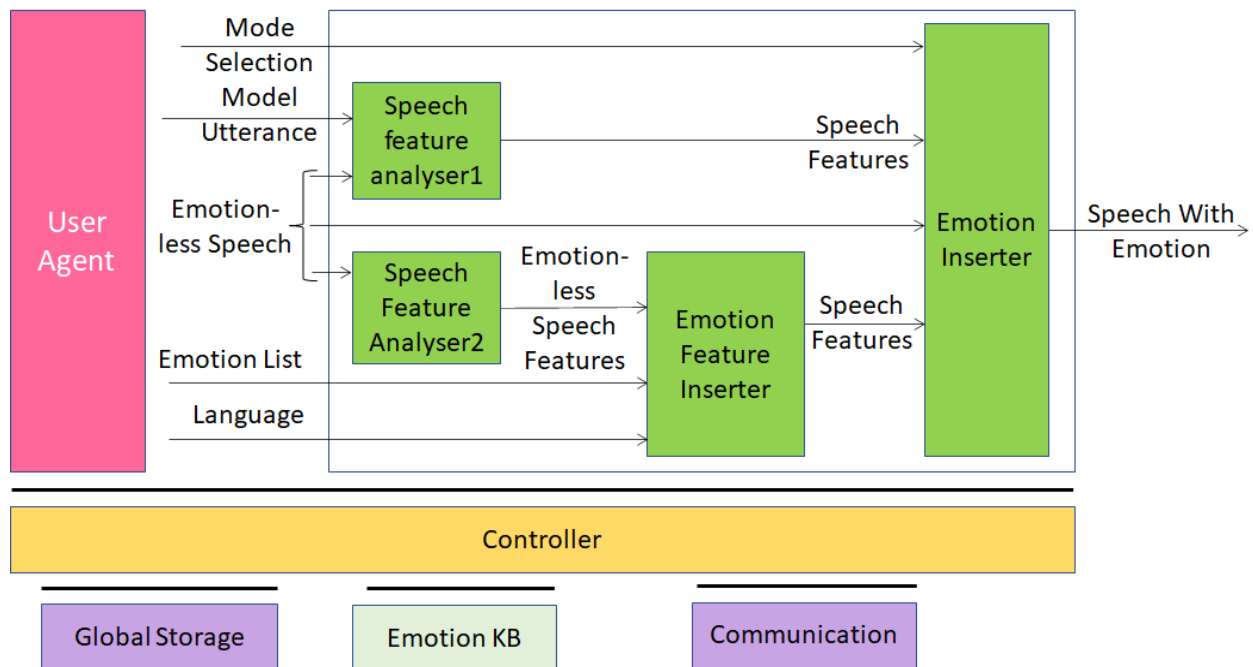 Mode
Selection
Model
Utterance
Speech
feature
analyser1
Speech
Features
User
Agent
Emotion-
less Speech
Emotion
Inserter
Speech With
Emotion
Speech
Feature
Analyser2
Emotion-
less
Speech
Features
Emotion
Feature
Inserter
Speech
Features
Emotion List
Language
Controller
Global Storage
Emotion KB
Communication